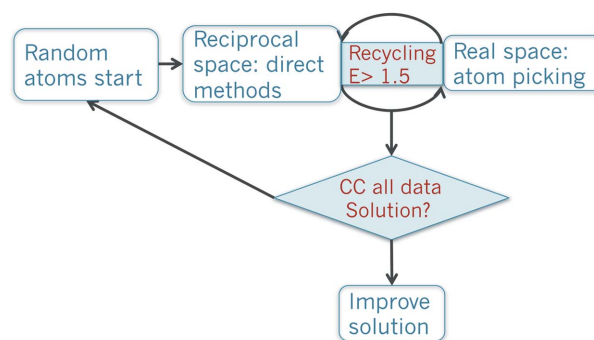 Random
atoms start
Reciprocal
space: direct
methods
Recycling
E> 1.5
Real space:
atom picking
CC all data
Solution?
Improve
solution